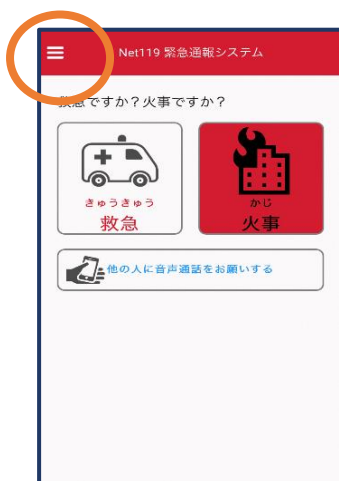 Net119 緊急通報システム
救急ですか？火事ですか？
きゅうきゅう
救急
かじ
火事
他の人に音声通話をお願いする